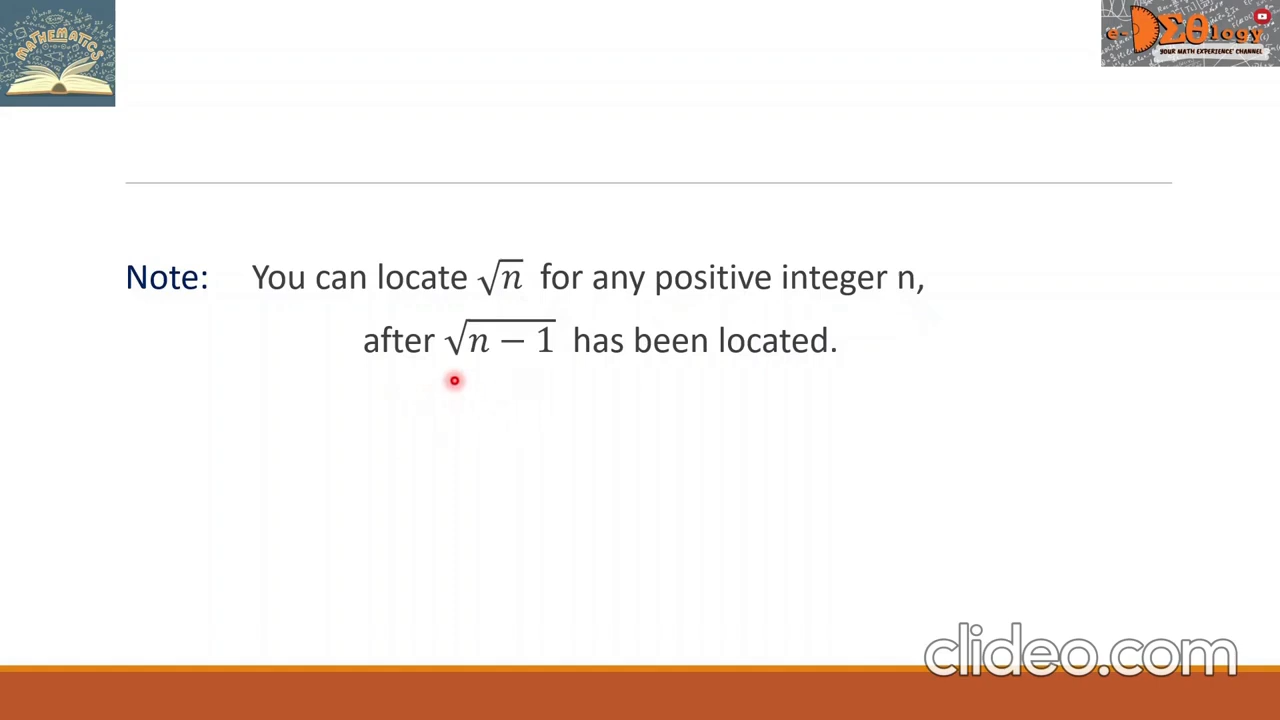 MATHEMATICS
e-DΣθlogy
YOUR MATH EXPERIENCE CHANNEL
Note: You can locate √n for any positive integer n,
after √(n − 1) has been located.
clideo.com